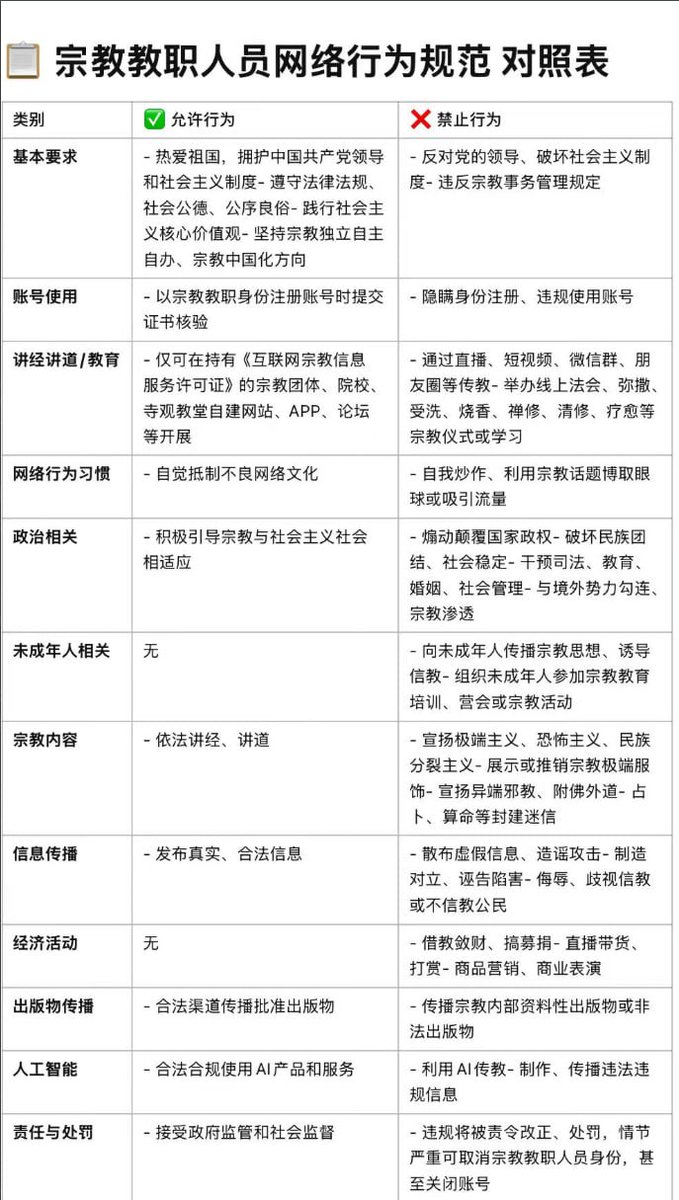 📋 宗教教职人员网络行为规范 对照表
类别
✅ 允许行为
❌ 禁止行为
基本要求
- 热爱祖国，拥护中国共产党领导
和社会主义制度- 遵守法律法规、
社会公德、公序良俗- 践行社会主
义核心价值观- 坚持宗教独立自主
自办、宗教中国化方向
- 反对党的领导、破坏社会主义制
度- 违反宗教事务管理规定
账号使用
- 以宗教教职身份注册账号时提交
证书核验
- 隐瞒身份注册、违规使用账号
讲经讲道/教育
- 仅可在持有《互联网宗教信息
服务许可证》的宗教团体、院校、
寺观教堂自建网站、APP、论坛
等开展
- 通过直播、短视频、微信群、朋
友圈等传教- 举办线上法会、弥撒、
受洗、烧香、禅修、清修、疗愈等
宗教仪式或学习
网络行为习惯
- 自觉抵制不良网络文化
- 自我炒作、利用宗教话题博取眼
球或吸引流量
政治相关
- 积极引导宗教与社会主义社会
相适应
- 煽动颠覆国家政权- 破坏民族团
结、社会稳定- 干预司法、教育、
婚姻、社会管理- 与境外势力勾连、
宗教渗透
未成年人相关
无
- 向未成年人传播宗教思想、诱导
信教- 组织未成年人参加宗教教育
培训、营会或宗教活动
宗教内容
- 依法讲经、讲道
- 宣扬极端主义、恐怖主义、民族
分裂主义- 展示或推销宗教极端服
饰- 宣扬异端邪教、附佛外道- 占
卜、算命等封建迷信
信息传播
- 发布真实、合法信息
- 散布虚假信息、造谣攻击- 制造
对立、诬告陷害- 侮辱、歧视信教
或不信教公民
经济活动
无
- 借教敛财、搞募捐- 直播带货、
打赏- 商品营销、商业表演
出版物传播
- 合法渠道传播批准出版物
- 传播宗教内部资料性出版物或非
法出版物
人工智能
- 合法合规使用AI产品和服务
- 利用AI传教- 制作、传播违法违
规信息
责任与处罚
- 接受政府监管和社会监督
- 违规将被责令改正、处罚，情节
严重可取消宗教教职人员身份，甚
至关闭账号